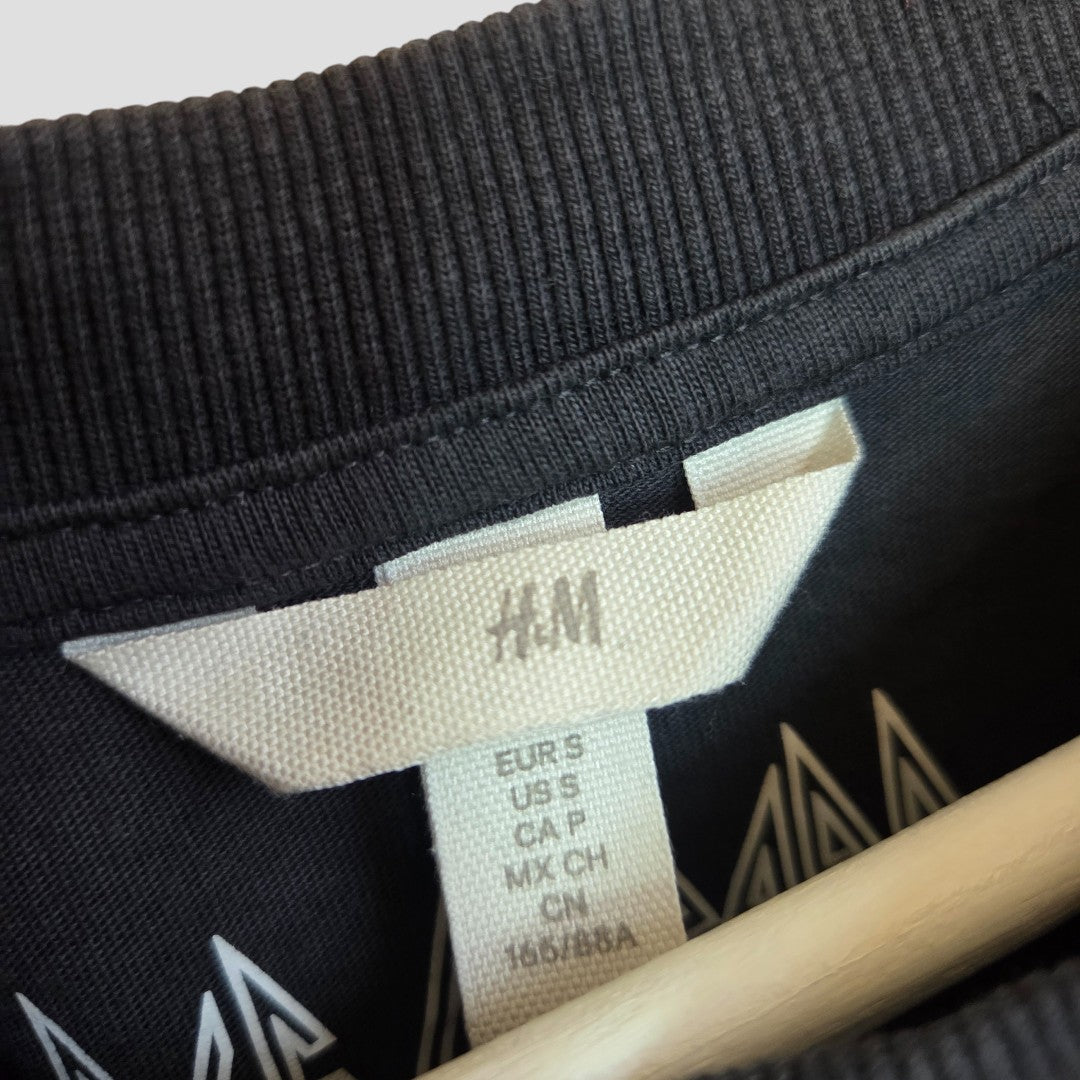 H&M
EUR S
US S
CA P
MX CH
CN
165/88A